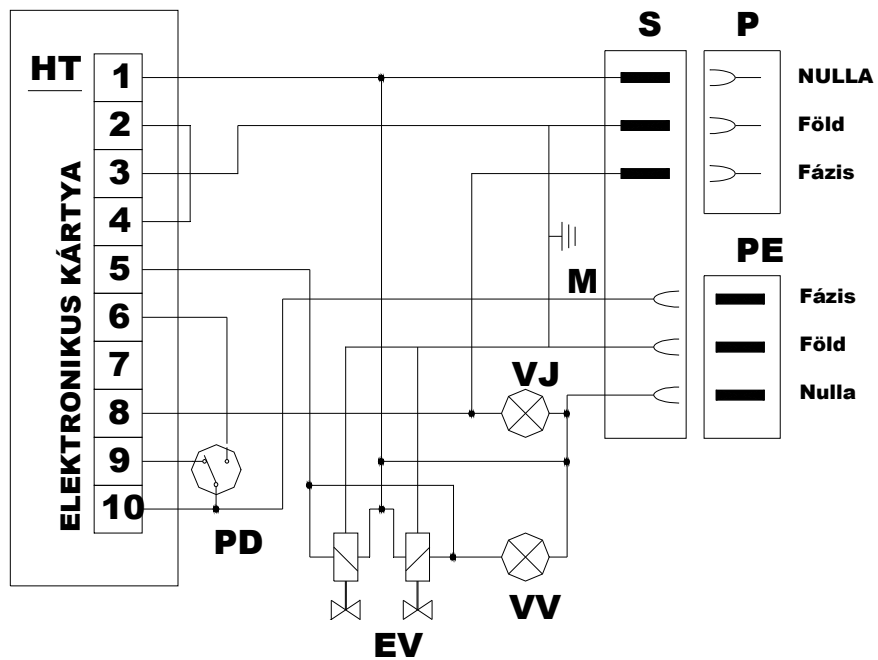 S P
HT
1
NULLA
2
Föld
3
Fázis
4
ELEKTRONIKUS KÁRTYA
5
PE
M
6
Fázis
7
Föld
VJ
8
Nulla
9
10
PD
VV
EV